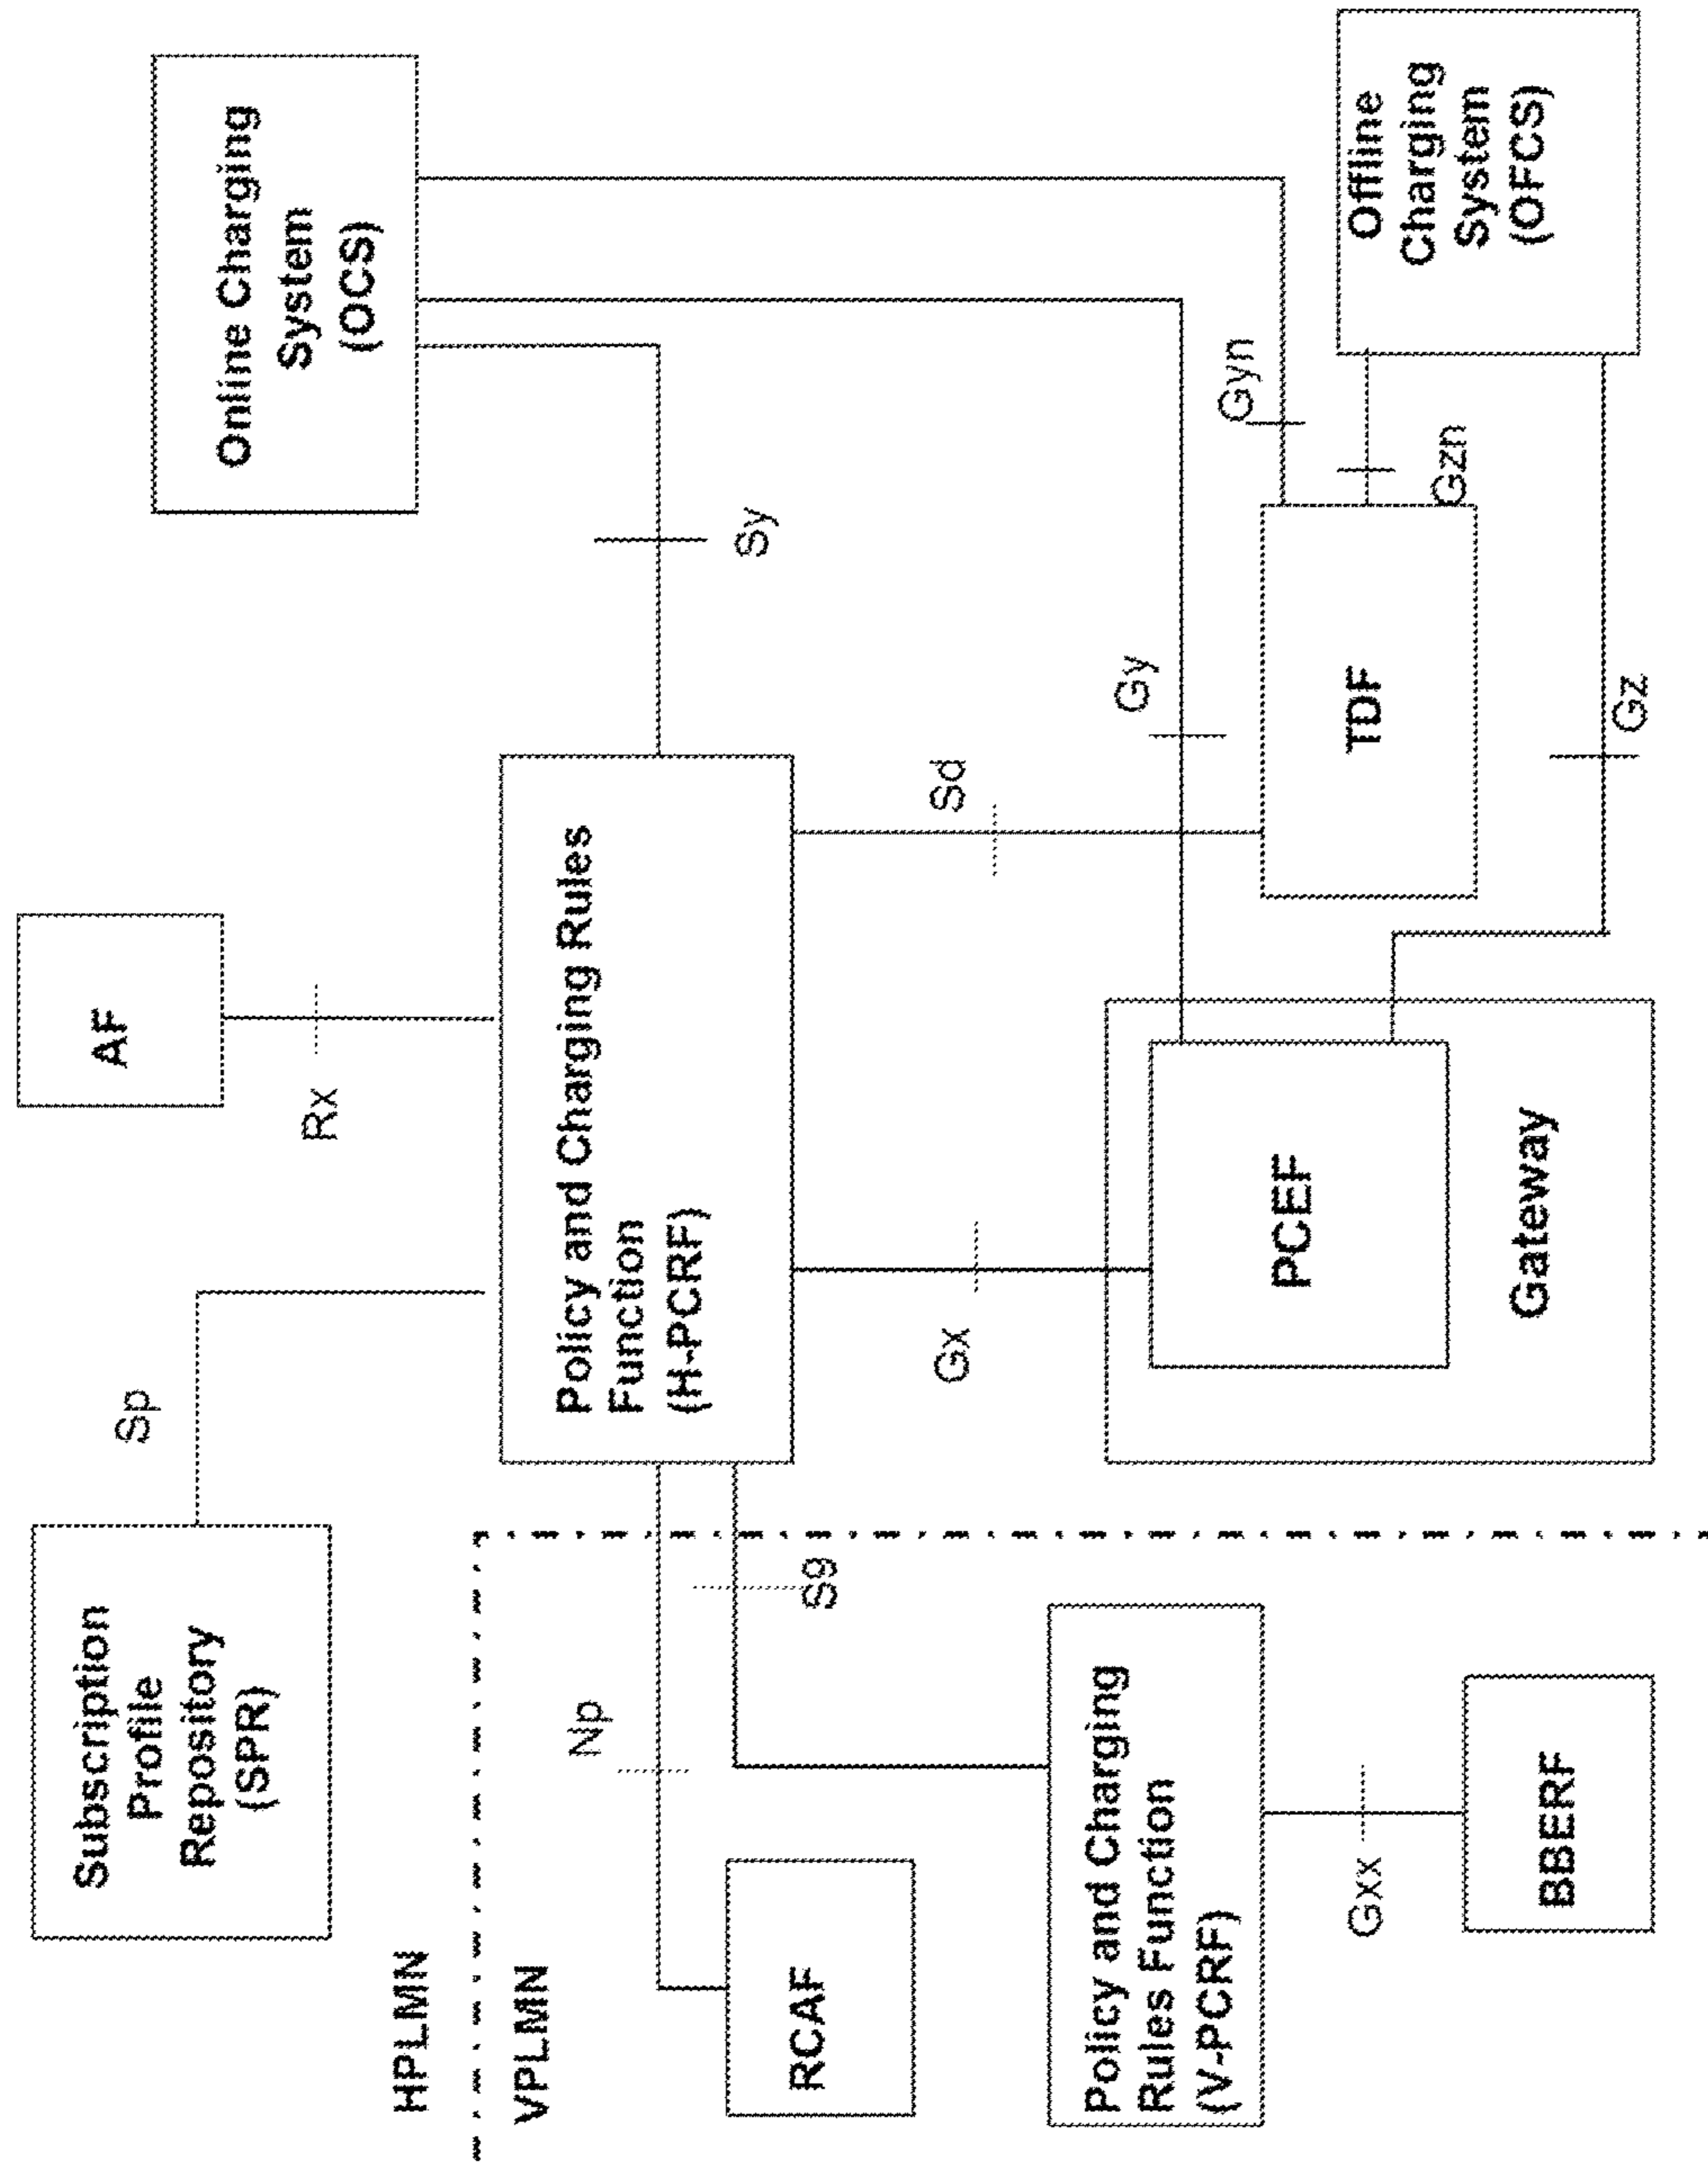 Subscription
Profile
Repository
(SPR)
Sp
AF
Rx
Online Charging
System
(OCS)
HPLMN
VPLMN
Np
S9
Policy and Charging Rules
Function
(H-PCRF)
Sy
RCAF
Gx
Sd
Gy
Gyn
Policy and Charging
Rules Function
(V-PCRF)
Gxx
BBERF
PCEF
Gateway
TDF
Gzn
Gz
Offline
Charging
System
(OFCS)